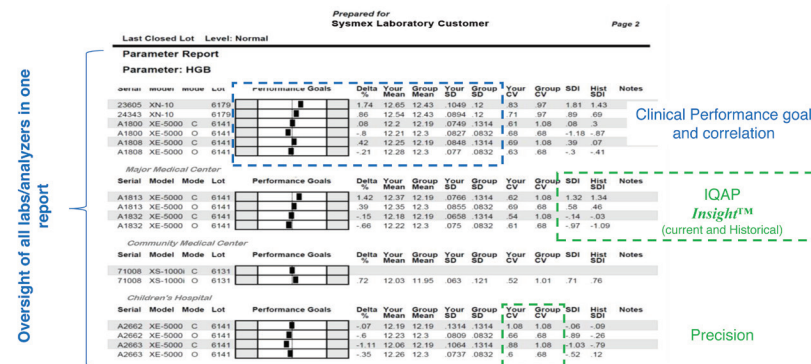 Prepared for
Sysmex Laboratory Customer
Page 2
Last Closed Lot Level: Normal
Parameter Report
Parameter: HGB
Serial Model Mode Lot Performance Goals Delta % Your Mean Group Mean Your SD Group SD Your CV Group CV SDI Hist SDI Notes
23605 XN-10 6179 1.74 12.65 12.43 .1049 .12 .83 .97 1.81 1.43
24343 XN-10 6179 .86 12.54 12.43 .0894 .12 .71 .97 .89 .69
A1800 XE-5000 C 6141 .08 12.2 12.19 .0749 .1314 .61 1.08 .08 .3
A1800 XE-5000 O 6141 -.8 12.21 12.3 .0827 .0832 .68 .68 -1.18 -.87
A1808 XE-5000 C 6141 .42 12.25 12.19 .0848 .1314 .69 1.08 .39 .07
A1808 XE-5000 O 6141 -.21 12.28 12.3 .077 .0832 .63 .68 -.3 -.41
Major Medical Center
Serial Model Mode Lot Performance Goals Delta % Your Mean Group Mean Your SD Group SD Your CV Group CV SDI Hist SDI Notes
A1813 XE-5000 C 6141 1.42 12.37 12.19 .0766 .1314 .62 1.08 1.32 1.34
A1813 XE-5000 O 6141 .39 12.35 12.3 .0855 .0832 .69 .68 .58 .46
A1832 XE-5000 C 6141 -.15 12.18 12.19 .0658 .1314 .54 1.08 -.14 -.03
A1832 XE-5000 O 6141 -.66 12.22 12.3 .075 .0832 .61 .68 -.97 -1.09
Community Medical Center
Serial Model Mode Lot Performance Goals Delta % Your Mean Group Mean Your SD Group SD Your CV Group CV SDI Hist SDI Notes
71008 XS-1000i C 6131
71008 XS-1000i O 6131 .72 12.03 11.95 .063 .121 .52 1.01 .71 .76
Children's Hospital
Serial Model Mode Lot Performance Goals Delta % Your Mean Group Mean Your SD Group SD Your CV Group CV SDI Hist SDI Notes
A2662 XE-5000 C 6141 -.07 12.19 12.19 .1314 .1314 1.08 1.08 -.06 -.09
A2662 XE-5000 O 6141 -.6 12.23 12.3 .0809 .0832 .66 .68 -.89 -.26
A2663 XE-5000 C 6141 -1.11 12.06 12.19 .1064 .1314 .88 1.08 -1.03 -.79
A2663 XE-5000 O 6141 -.35 12.26 12.3 .0737 .0832 .6 .68 -.52 .12
Oversight of all labs/analyzers in one
report
Clinical Performance goal
and correlation
IQAP
Insight™
(current and Historical)
Precision